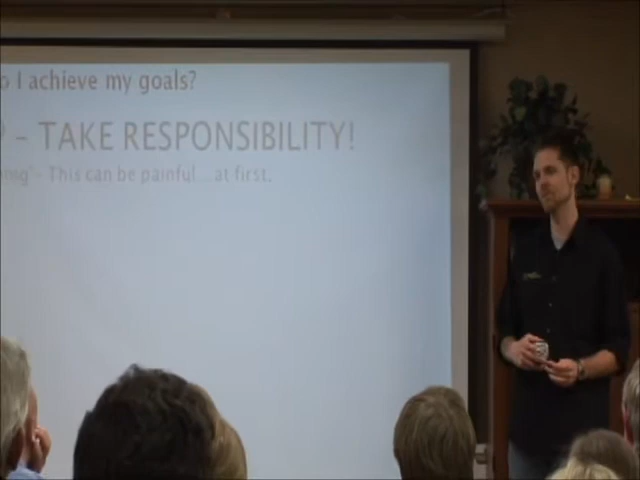 o I achieve my goals?
- TAKE RESPONSIBILITY!
- This can be painful...at first.